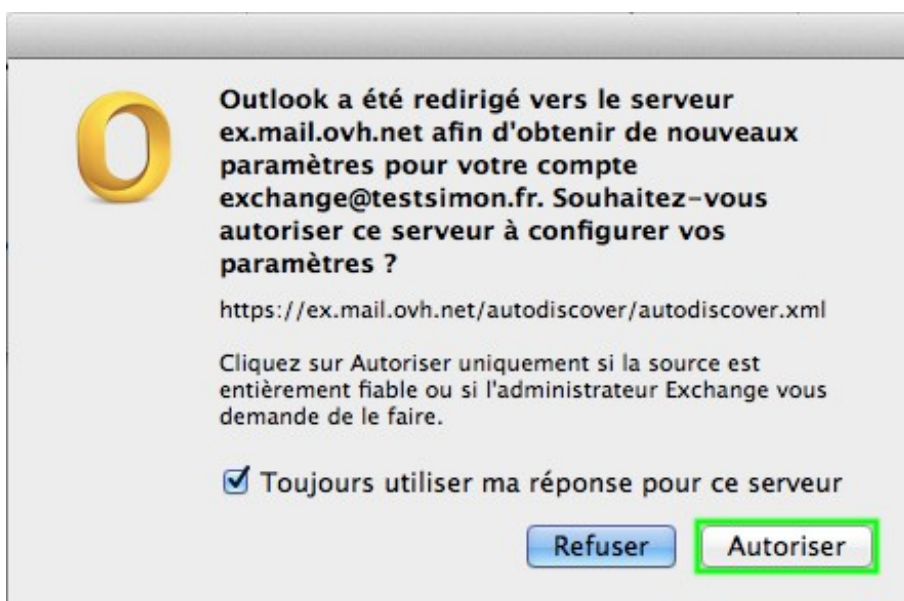 Outlook a été redirigé vers le serveur
ex.mail.ovh.net afin d'obtenir de nouveaux
paramètres pour votre compte
exchange@testsimon.fr. Souhaitez-vous
autoriser ce serveur à configurer vos
paramètres ?
https://ex.mail.ovh.net/autodiscover/autodiscover.xml
Cliquez sur Autoriser uniquement si la source est
entièrement fiable ou si l'administrateur Exchange vous
demande de le faire.
Toujours utiliser ma réponse pour ce serveur
Refuser Autoriser